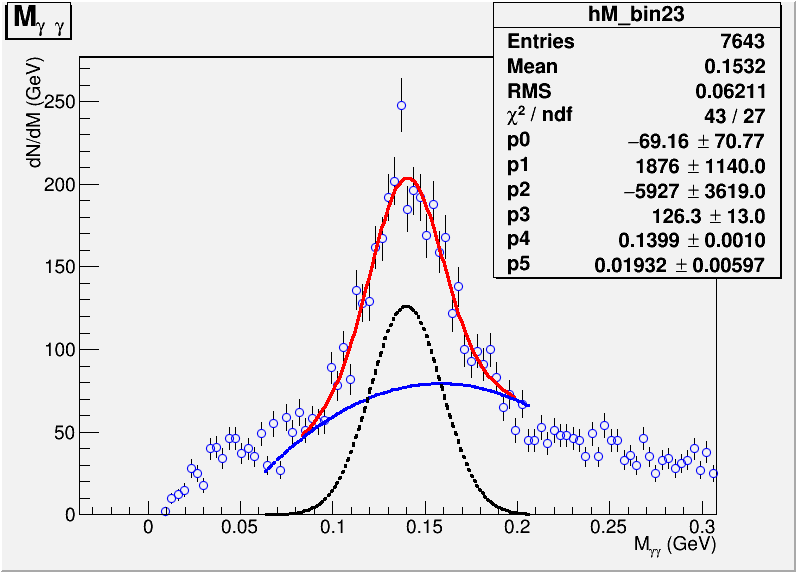 M γ γ
hM_bin23
Entries 7643
Mean 0.1532
RMS 0.06211
χ² / ndf 43 / 27
p0 −69.16 ± 70.77
p1 1876 ± 1140.0
p2 −5927 ± 3619.0
p3 126.3 ± 13.0
p4 0.1399 ± 0.0010
p5 0.01932 ± 0.00597
dN/dM (GeV)
250
200
150
100
50
0
0 0.05 0.1 0.15 0.2 0.25 0.3
M γγ (GeV)